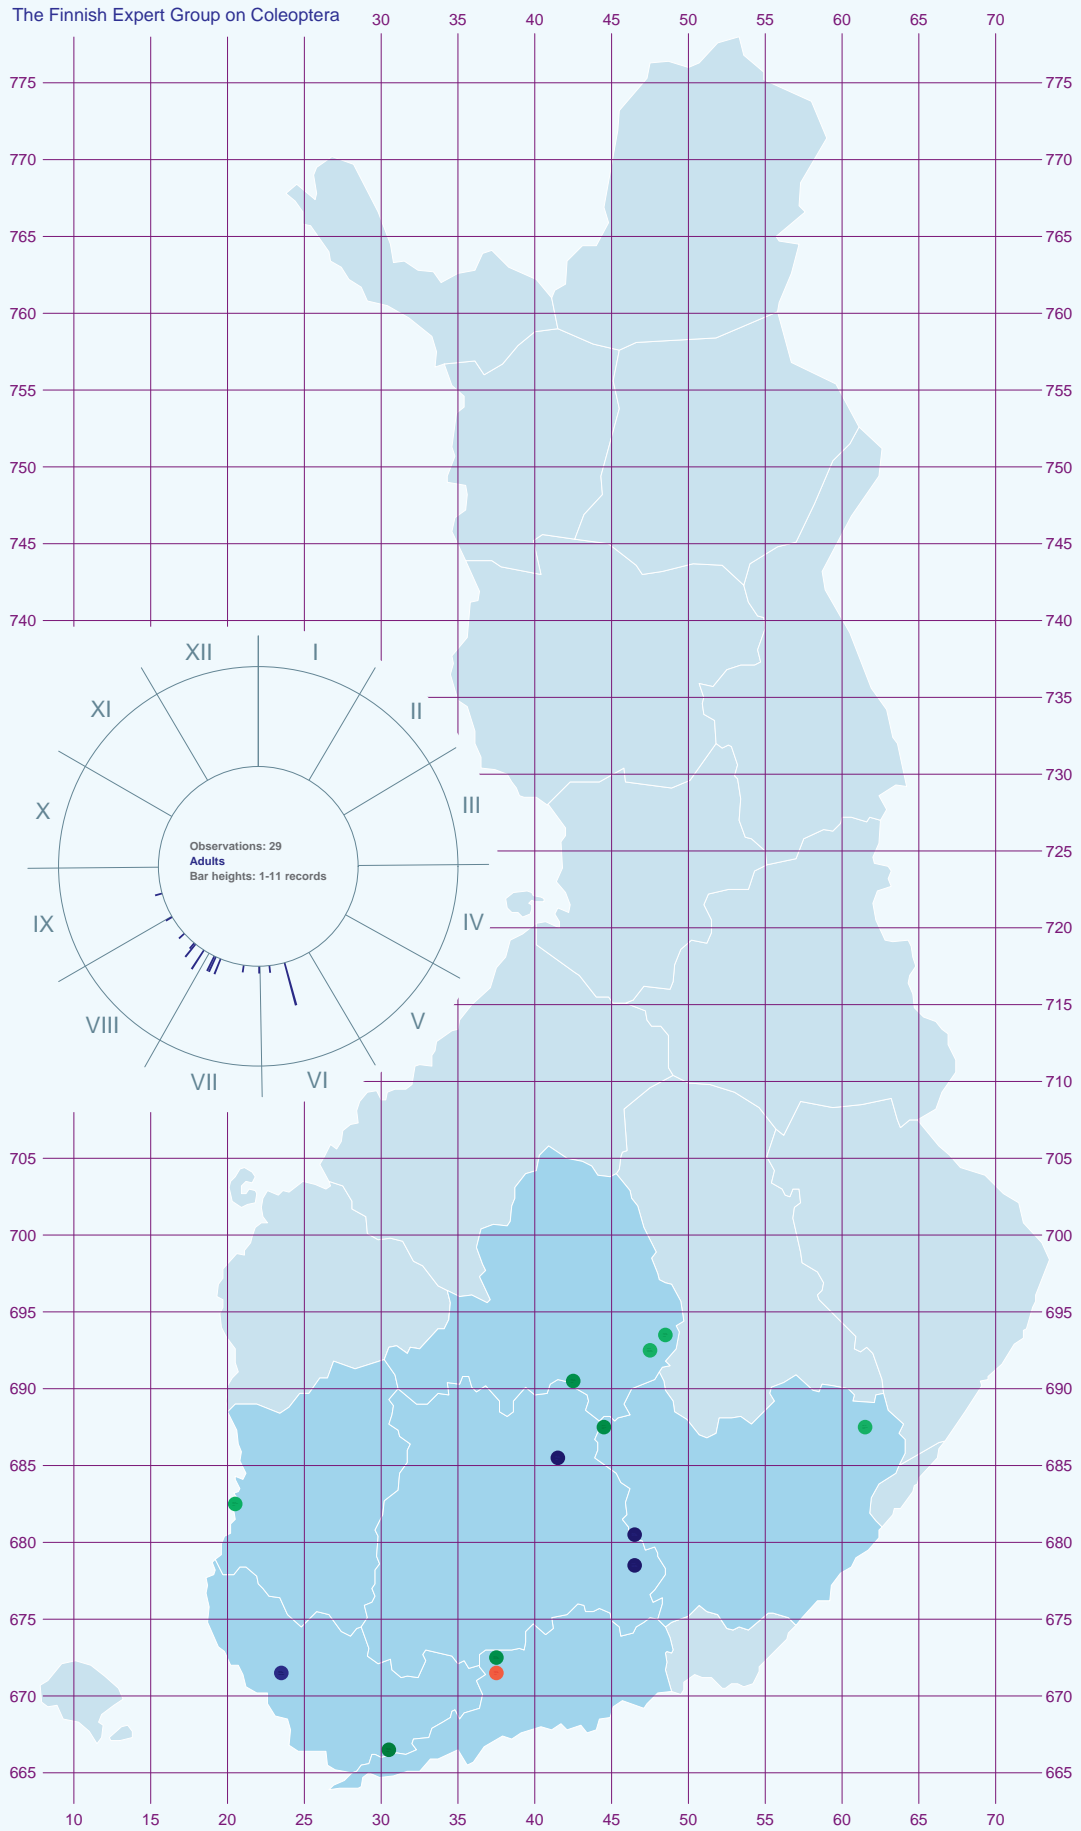 The Finnish Expert Group on Coleoptera
30 35 40 45 50 55 60 65 70
775 775
770 770
765 765
760 760
755 755
750 750
745 745
740 740
XII I
735
XI II
730
X III
725
Observations: 29
Adults
Bar heights: 1-11 records
IX IV
720
715
VIII V
VII VI
710
705 705
700 700
695 695
690 690
685 685
680 680
675 675
670 670
665 665
10 15 20 25 30 35 40 45 50 55 60 65 70